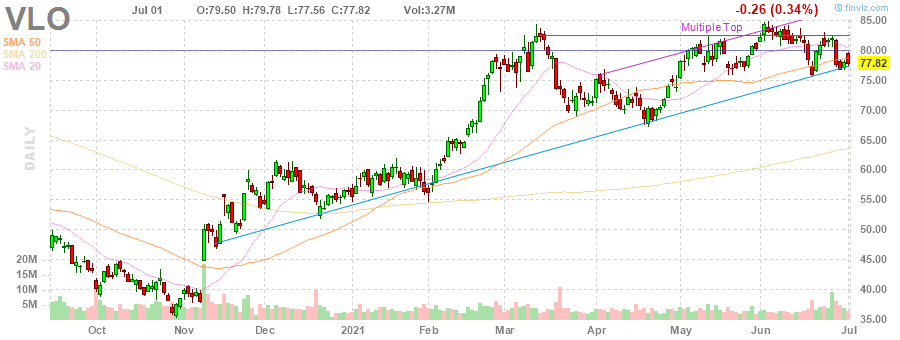 VLO Jul 01 O:79.50 H:79.78 L:77.56 C:77.82 Vol:3.27M -0.26 (0.34%) © finviz.com
SMA 50
SMA 200
SMA 20
DAILY
Multiple Top
85.00
80.00
77.82
75.00
70.00
65.00
60.00
55.00
50.00
45.00
40.00
35.00
20M
15M
10M
5M
Oct Nov Dec 2021 Feb Mar Apr May Jun Jul